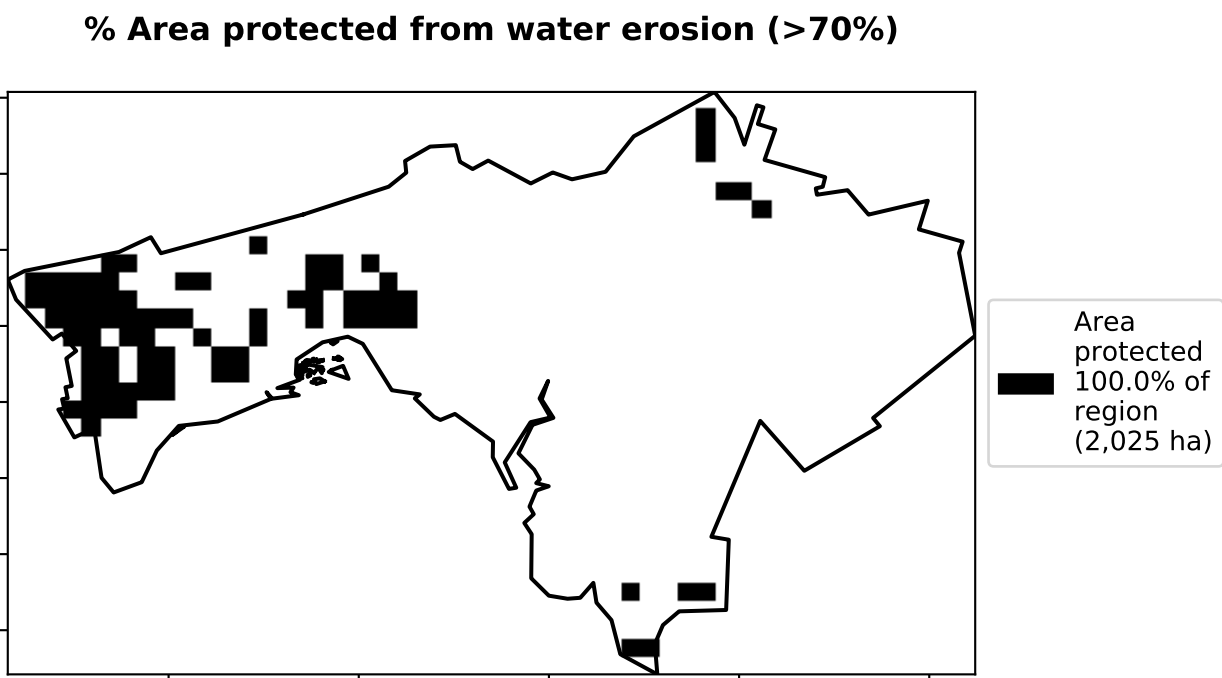 % Area protected from water erosion (>70%)
Area
protected
100.0% of
region
(2,025 ha)